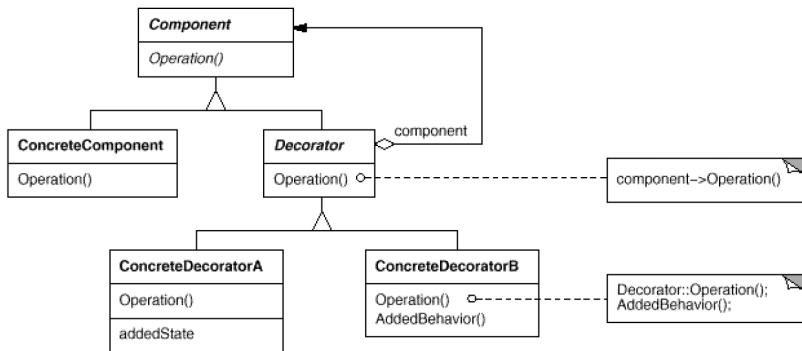 Component
Operation()
component
ConcreteComponent
Operation()
Decorator
Operation()
component->Operation()
ConcreteDecoratorA
Operation()
addedState
ConcreteDecoratorB
Operation()
AddedBehavior()
Decorator::Operation();
AddedBehavior();